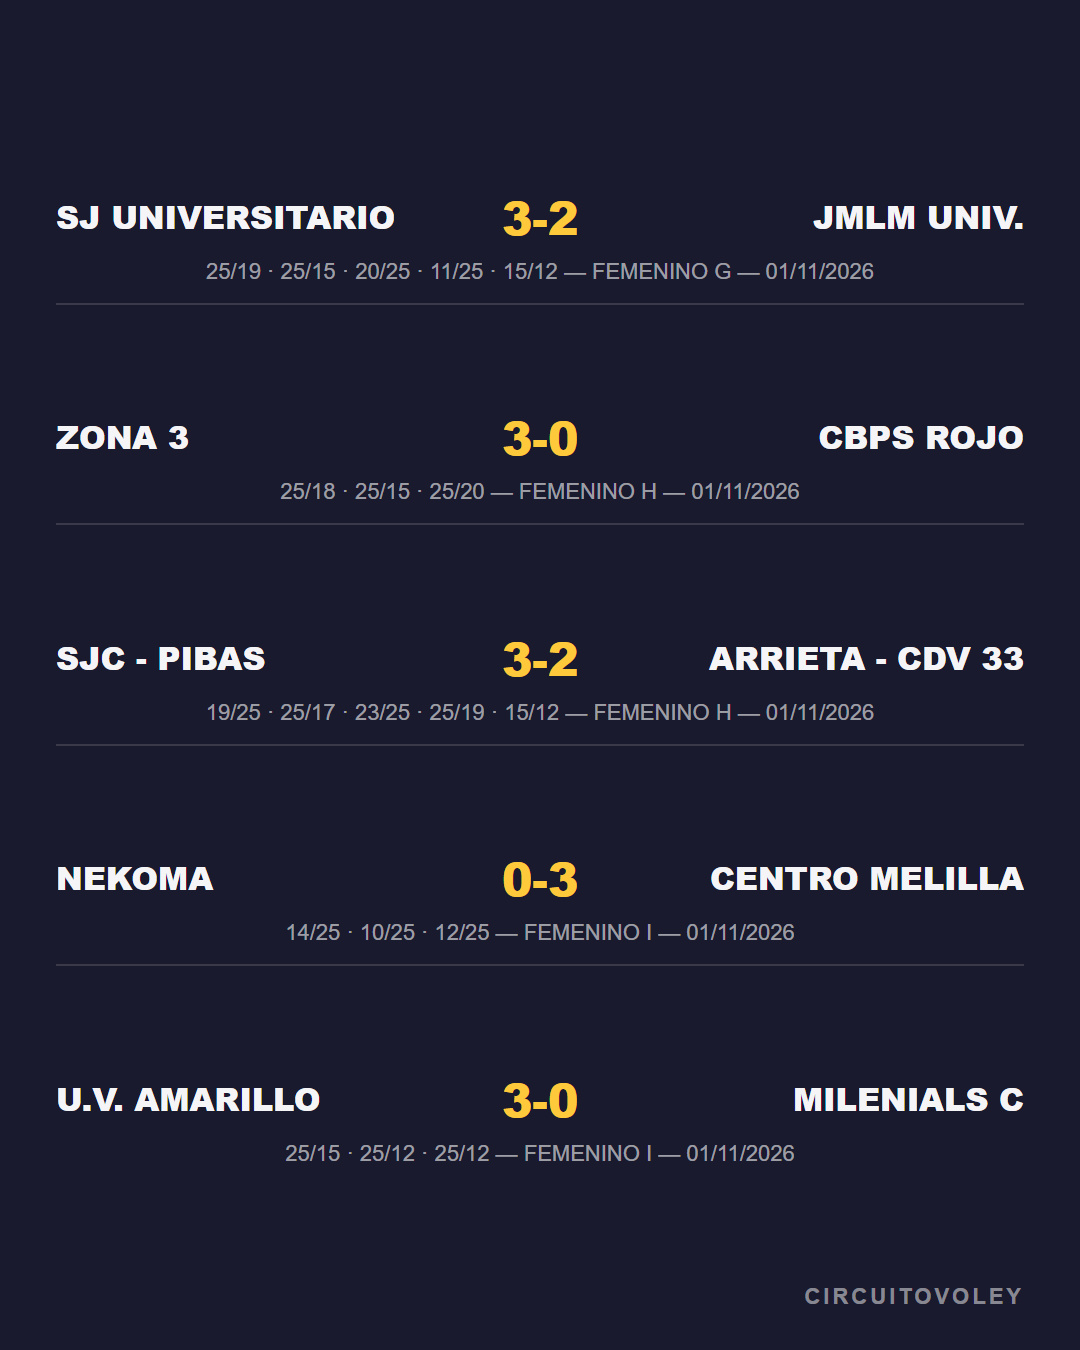 SJ UNIVERSITARIO 3-2 JMLM UNIV.
25/19 · 25/15 · 20/25 · 11/25 · 15/12 — FEMENINO G — 01/11/2026
ZONA 3 3-0 CBPS ROJO
25/18 · 25/15 · 25/20 — FEMENINO H — 01/11/2026
SJC - PIBAS 3-2 ARRIETA - CDV 33
19/25 · 25/17 · 23/25 · 25/19 · 15/12 — FEMENINO H — 01/11/2026
NEKOMA 0-3 CENTRO MELILLA
14/25 · 10/25 · 12/25 — FEMENINO I — 01/11/2026
U.V. AMARILLO 3-0 MILENIALS C
25/15 · 25/12 · 25/12 — FEMENINO I — 01/11/2026
CIRCUITOVOLEY